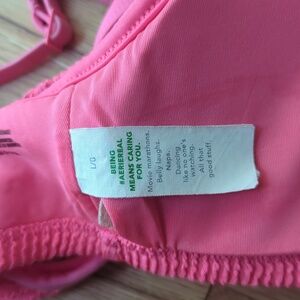 L/G
BEING
#AERIEREAL
MEANS CARING
FOR YOU.
Movie marathons.
Belly laughs.
Naps.
Dancing
like no one's
watching.
All that
good stuff.